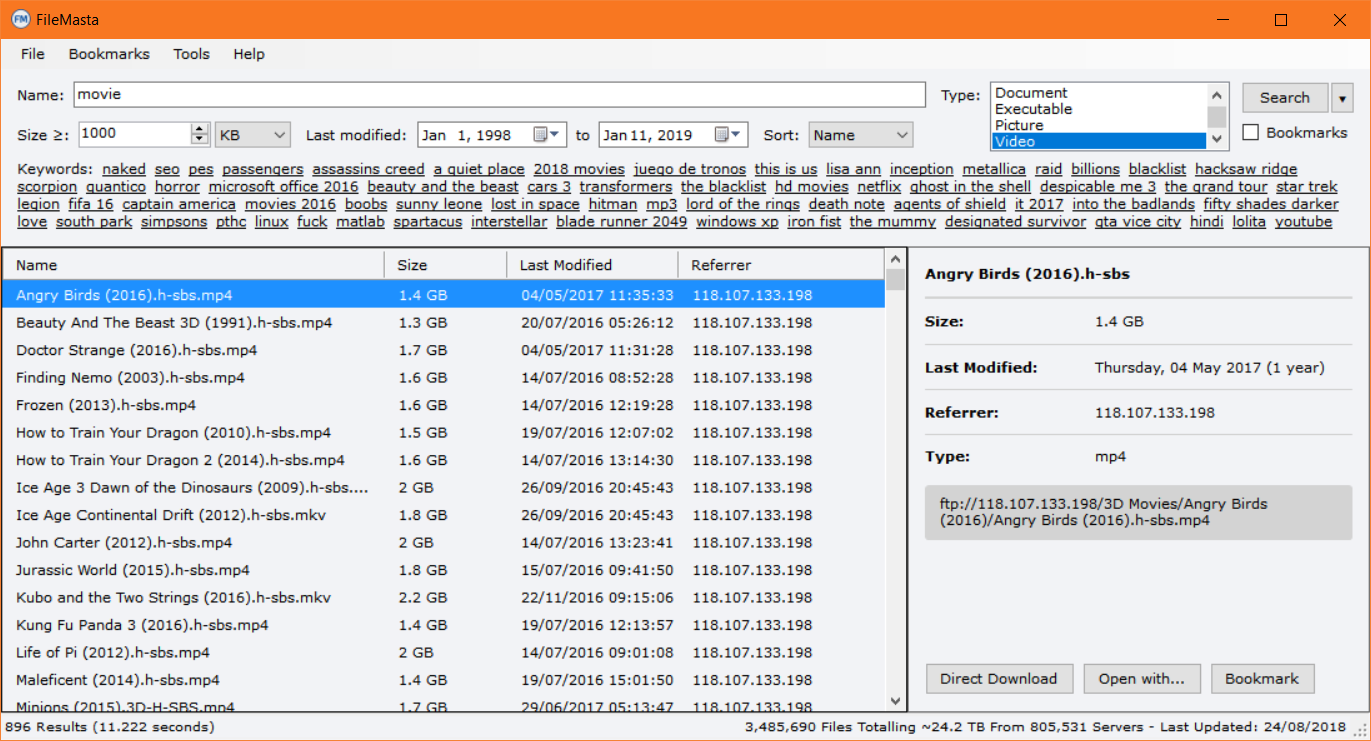 FM FileMasta
File Bookmarks Tools Help
Name: movie Type: Document
Executable
Picture
Video
Search
Size ≥: 1000 KB Last modified: Jan 1, 1998 to Jan 11, 2019 Sort: Name Bookmarks
Keywords: naked seo pes passengers assassins creed a quiet place 2018 movies juego de tronos this is us lisa ann inception metallica raid billions blacklist hacksaw ridge
scorpion quantico horror microsoft office 2016 beauty and the beast cars 3 transformers the blacklist hd movies netflix ghost in the shell despicable me 3 the grand tour star trek
legion fifa 16 captain america movies 2016 boobs sunny leone lost in space hitman mp3 lord of the rings death note agents of shield it 2017 into the badlands fifty shades darker
love south park simpsons pthc linux fuck matlab spartacus interstellar blade runner 2049 windows xp iron fist the mummy designated survivor gta vice city hindi lolita youtube
Name Size Last Modified Referrer
Angry Birds (2016).h-sbs.mp4 1.4 GB 04/05/2017 11:35:33 118.107.133.198
Beauty And The Beast 3D (1991).h-sbs.mp4 1.3 GB 20/07/2016 05:26:12 118.107.133.198
Doctor Strange (2016).h-sbs.mp4 1.7 GB 04/05/2017 11:31:28 118.107.133.198
Finding Nemo (2003).h-sbs.mp4 1.6 GB 14/07/2016 08:52:28 118.107.133.198
Frozen (2013).h-sbs.mp4 1.6 GB 14/07/2016 12:19:28 118.107.133.198
How to Train Your Dragon (2010).h-sbs.mp4 1.5 GB 19/07/2016 12:07:02 118.107.133.198
How to Train Your Dragon 2 (2014).h-sbs.mp4 1.6 GB 14/07/2016 13:14:30 118.107.133.198
Ice Age 3 Dawn of the Dinosaurs (2009).h-sbs.... 2 GB 26/09/2016 20:45:43 118.107.133.198
Ice Age Continental Drift (2012).h-sbs.mkv 1.8 GB 26/09/2016 20:45:43 118.107.133.198
John Carter (2012).h-sbs.mp4 2 GB 14/07/2016 13:23:41 118.107.133.198
Jurassic World (2015).h-sbs.mp4 1.8 GB 15/07/2016 09:41:50 118.107.133.198
Kubo and the Two Strings (2016).h-sbs.mkv 2.2 GB 22/11/2016 09:15:06 118.107.133.198
Kung Fu Panda 3 (2016).h-sbs.mp4 1.4 GB 19/07/2016 12:13:57 118.107.133.198
Life of Pi (2012).h-sbs.mp4 2 GB 14/07/2016 09:01:08 118.107.133.198
Maleficent (2014).h-sbs.mp4 1.4 GB 19/07/2016 15:01:50 118.107.133.198
Minions (2015).3D-H-SBS.mp4 1.7 GB 29/06/2017 05:13:47 118.107.133.198
Angry Birds (2016).h-sbs
Size: 1.4 GB
Last Modified: Thursday, 04 May 2017 (1 year)
Referrer: 118.107.133.198
Type: mp4
ftp://118.107.133.198/3D Movies/Angry Birds
(2016)/Angry Birds (2016).h-sbs.mp4
Direct Download Open with... Bookmark
896 Results (11.222 seconds) 3,485,690 Files Totalling ~24.2 TB From 805,531 Servers - Last Updated: 24/08/2018